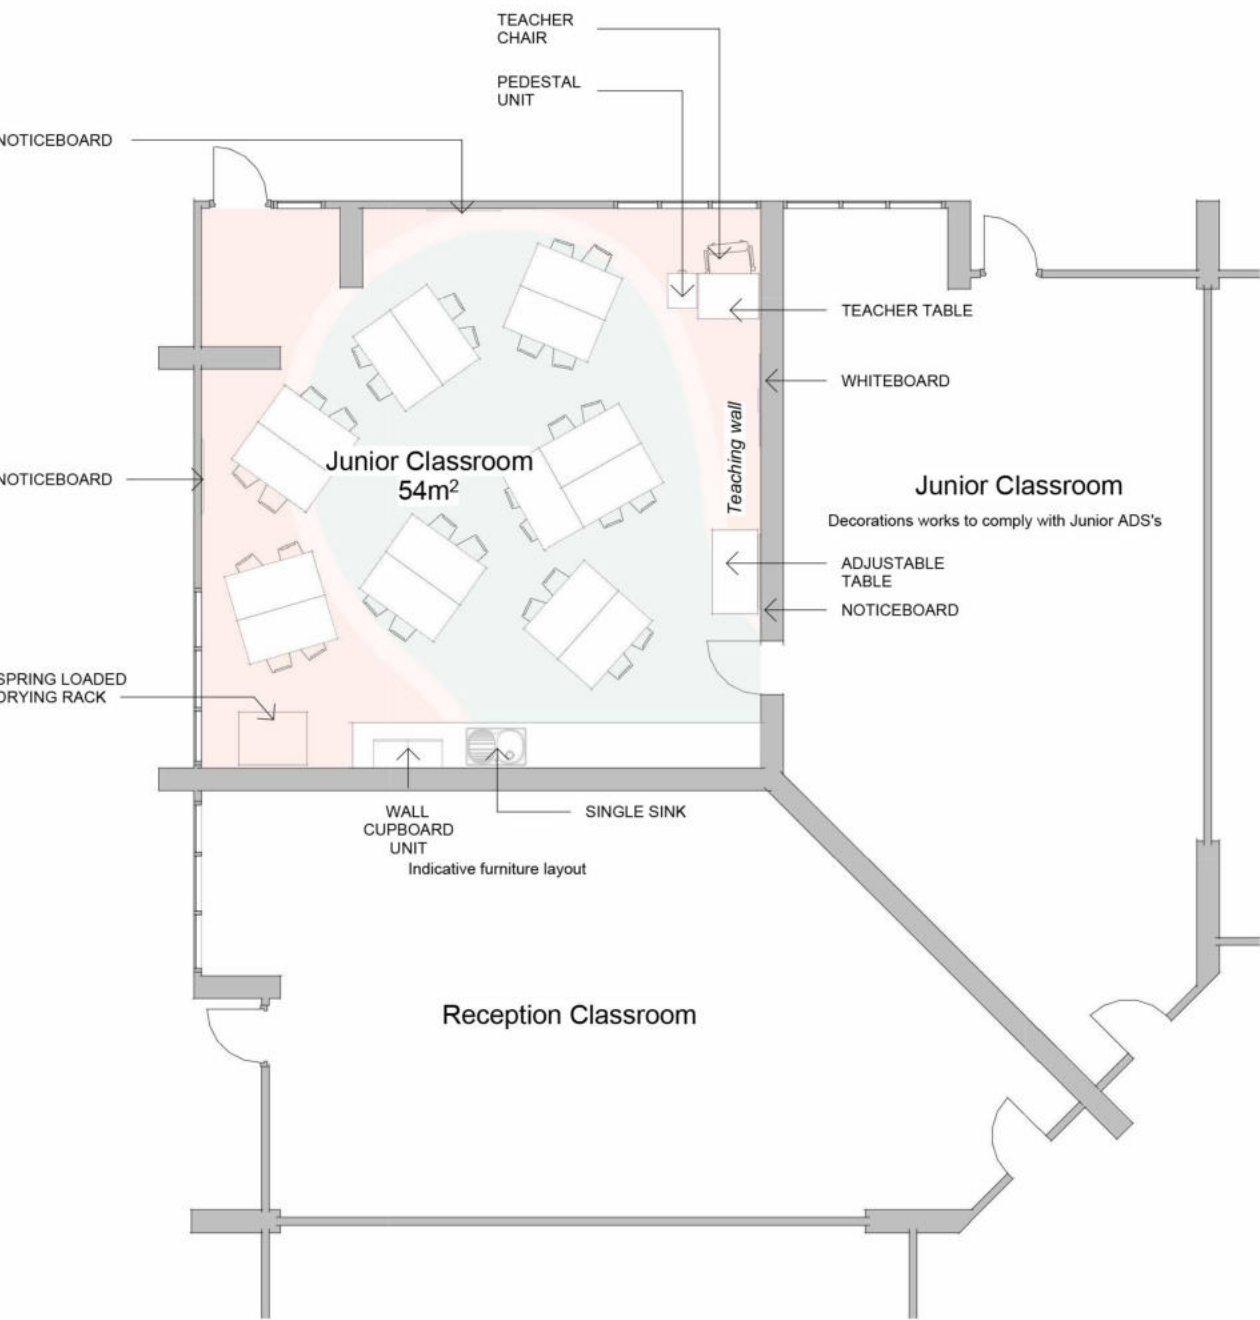 TEACHER
CHAIR
PEDESTAL
UNIT
NOTICEBOARD
TEACHER TABLE
WHITEBOARD
Teaching wall
Junior Classroom
54m²
NOTICEBOARD
Junior Classroom
Decorations works to comply with Junior ADS's
ADJUSTABLE
TABLE
NOTICEBOARD
SPRING LOADED
DRYING RACK
WALL
CUPBOARD
UNIT
SINGLE SINK
Indicative furniture layout
Reception Classroom